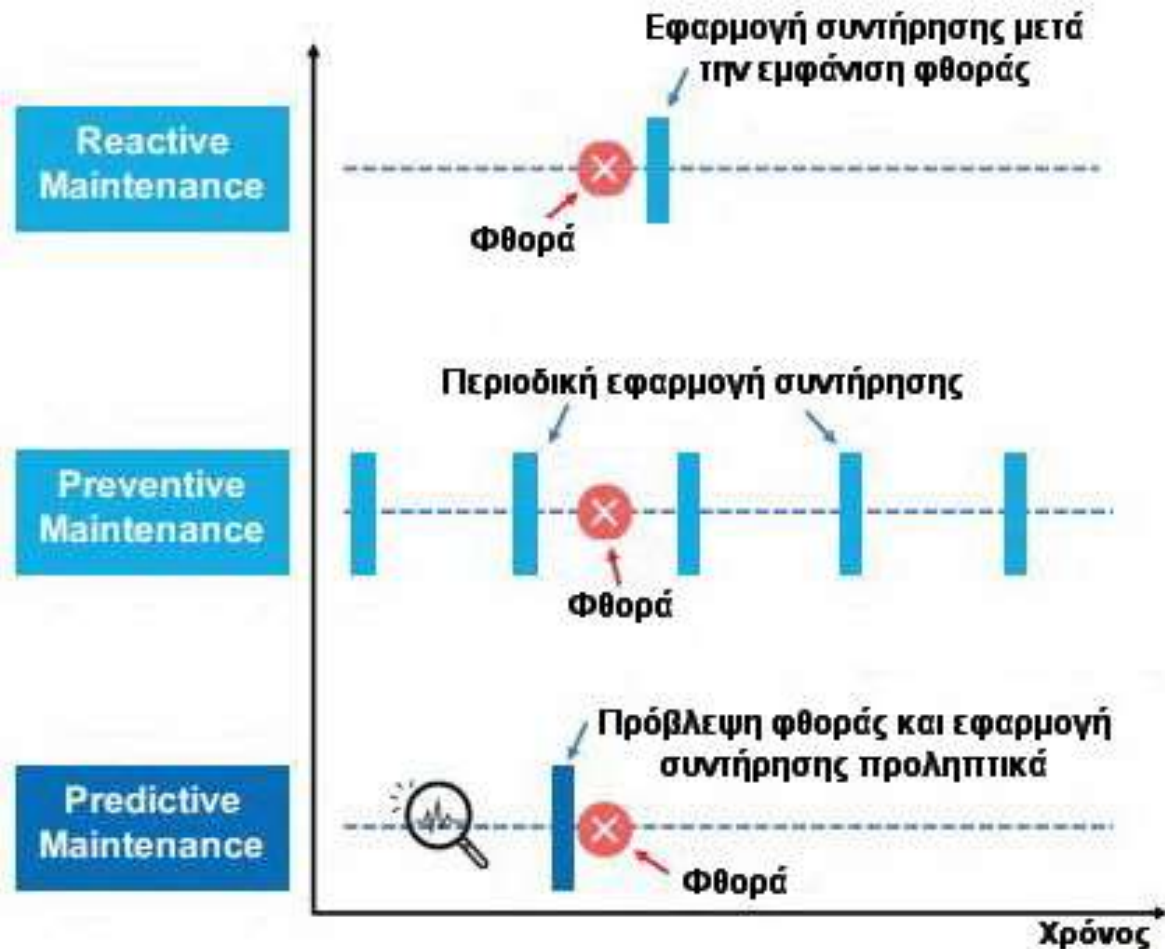 Εφαρμογή συντήρησης μετά
την εμφάνιση φθοράς
Reactive
Maintenance
Φθορά
Περιοδική εφαρμογή συντήρησης
Preventive
Maintenance
Φθορά
Πρόβλεψη φθοράς και εφαρμογή
συντήρησης προληπτικά
Predictive
Maintenance
Φθορά
Χρόνος